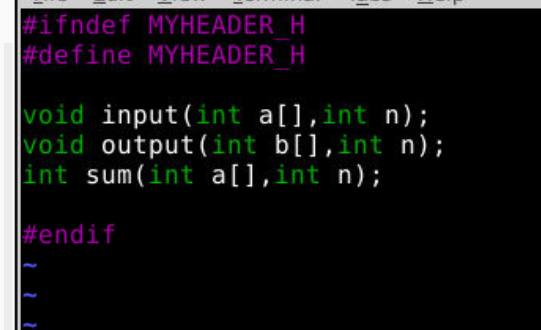 #ifndef MYHEADER_H
#define MYHEADER_H
void input(int a[],int n);
void output(int b[],int n);
int sum(int a[],int n);
#endif
~
~
~